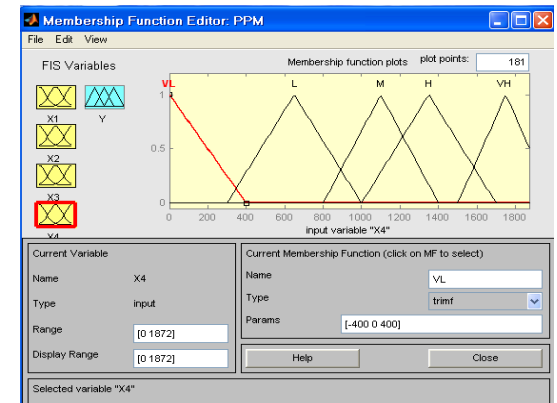 Membership Function Editor: PPM
File Edit View
FIS Variables
Membership function plots
plot points:
181
X1
Y
X2
X3
X4
VL
L
M
H
VH
1
0.5
0
0 200 400 600 800 1000 1200 1400 1600 1800
input variable "X4"
Current Variable
Name X4
Type input
Range [0 1872]
Display Range [0 1872]
Current Membership Function (click on MF to select)
Name VL
Type trimf
Params [-400 0 400]
Help Close
Selected variable "X4"